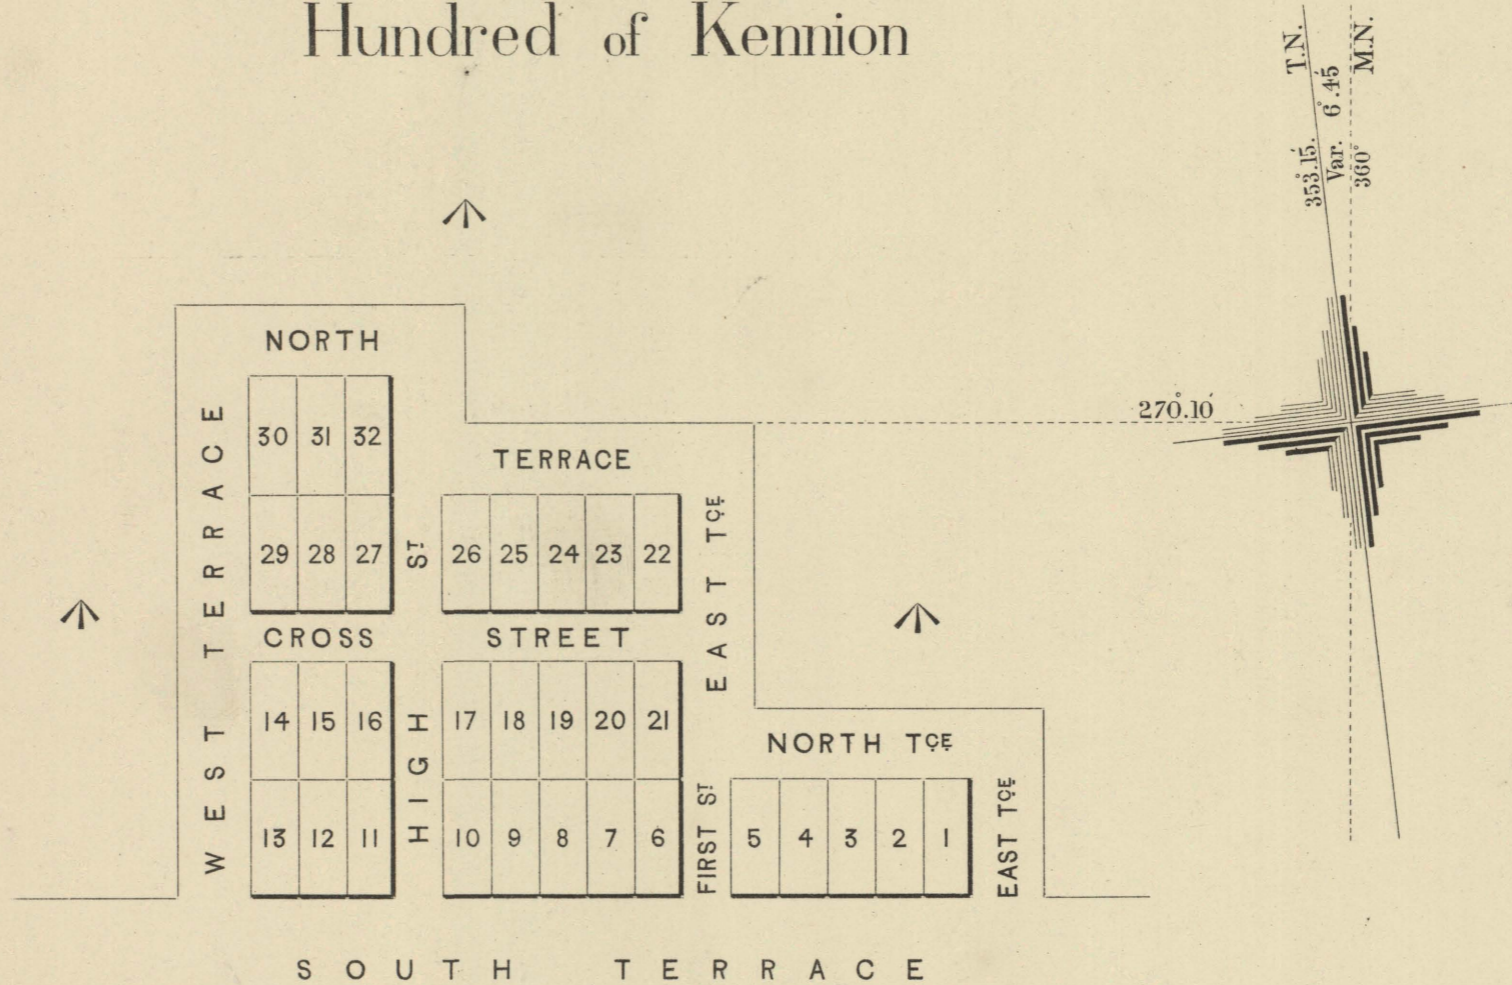 Hundred of Kennion
T.N.
M.N.
353°.15'.
Var. 6°.45'
360°
270°.10'
NORTH
TERRACE
WEST TERRACE
30 31 32
29 28 27
ST
26 25 24 23 22
EAST TCE
CROSS STREET
14 15 16
HIGH
17 18 19 20 21
NORTH TCE
13 12 11
10 9 8 7 6
FIRST ST
5 4 3 2 1
EAST TCE
SOUTH TERRACE